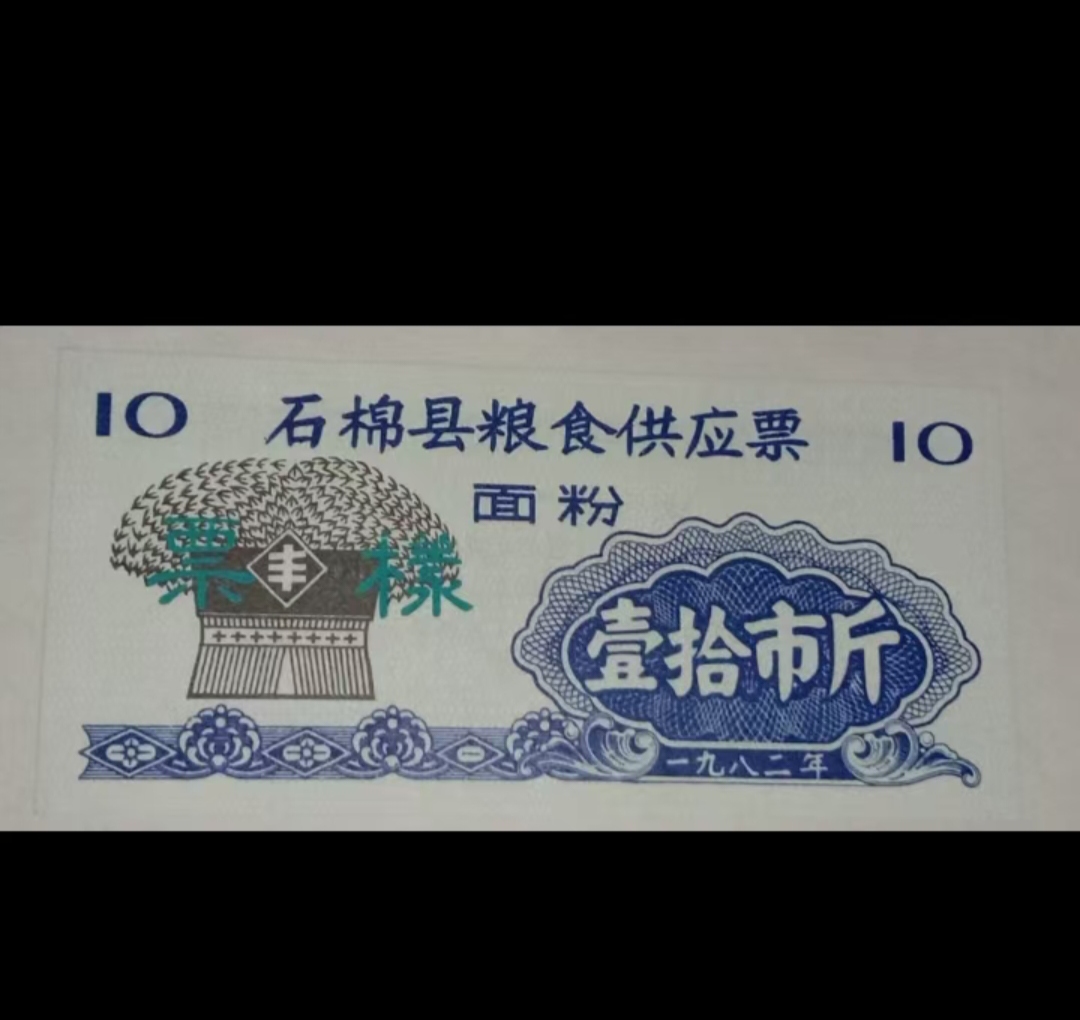 10 石棉县粮食供应票 10
面粉
票 丰 樣
壹拾市斤
一九八二年